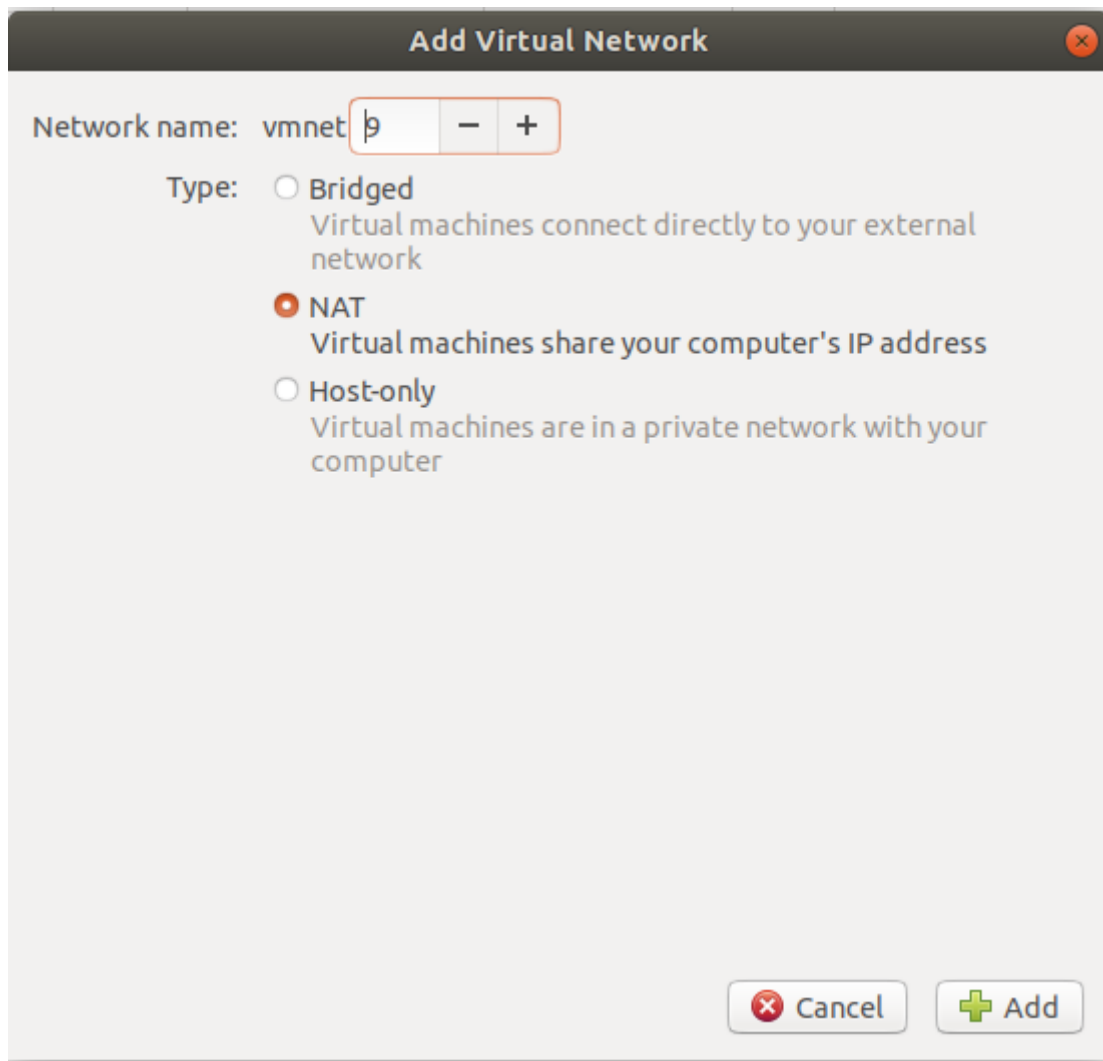 Add Virtual Network
Network name: vmnet 9 − +
Type: Bridged
Virtual machines connect directly to your external
network
NAT
Virtual machines share your computer's IP address
Host-only
Virtual machines are in a private network with your
computer
Cancel Add